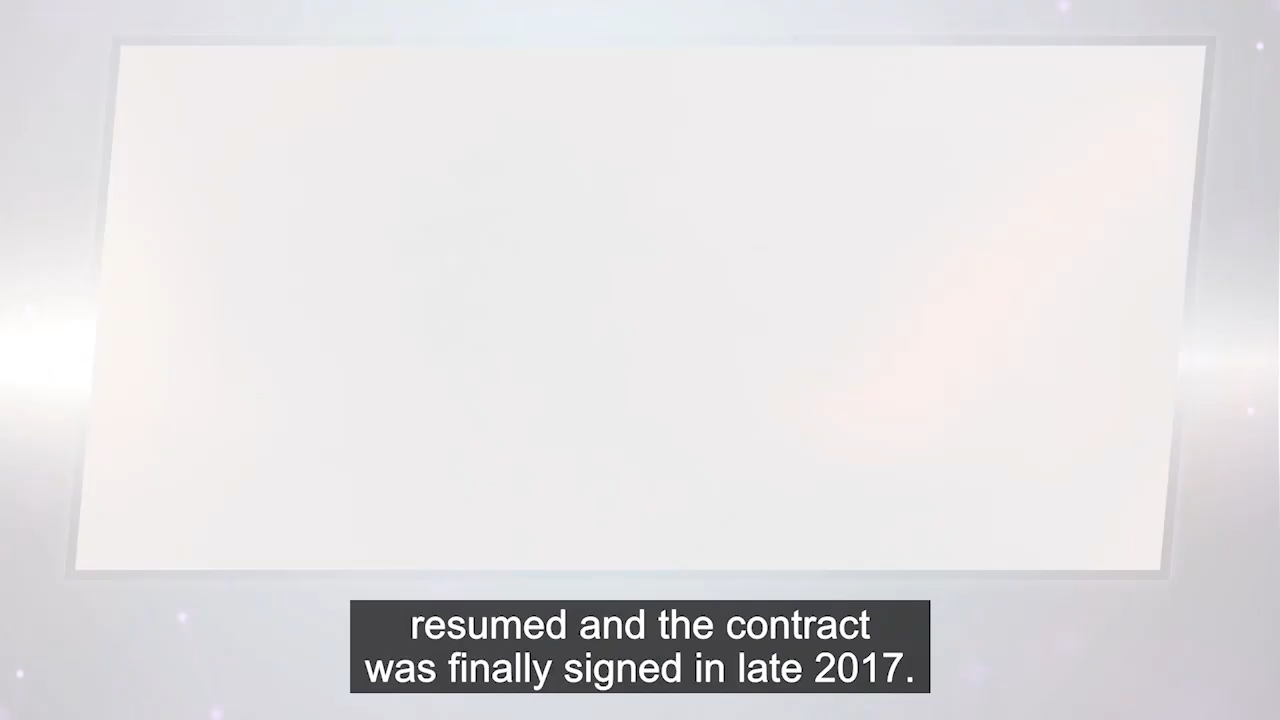 resumed and the contract
was finally signed in late 2017.